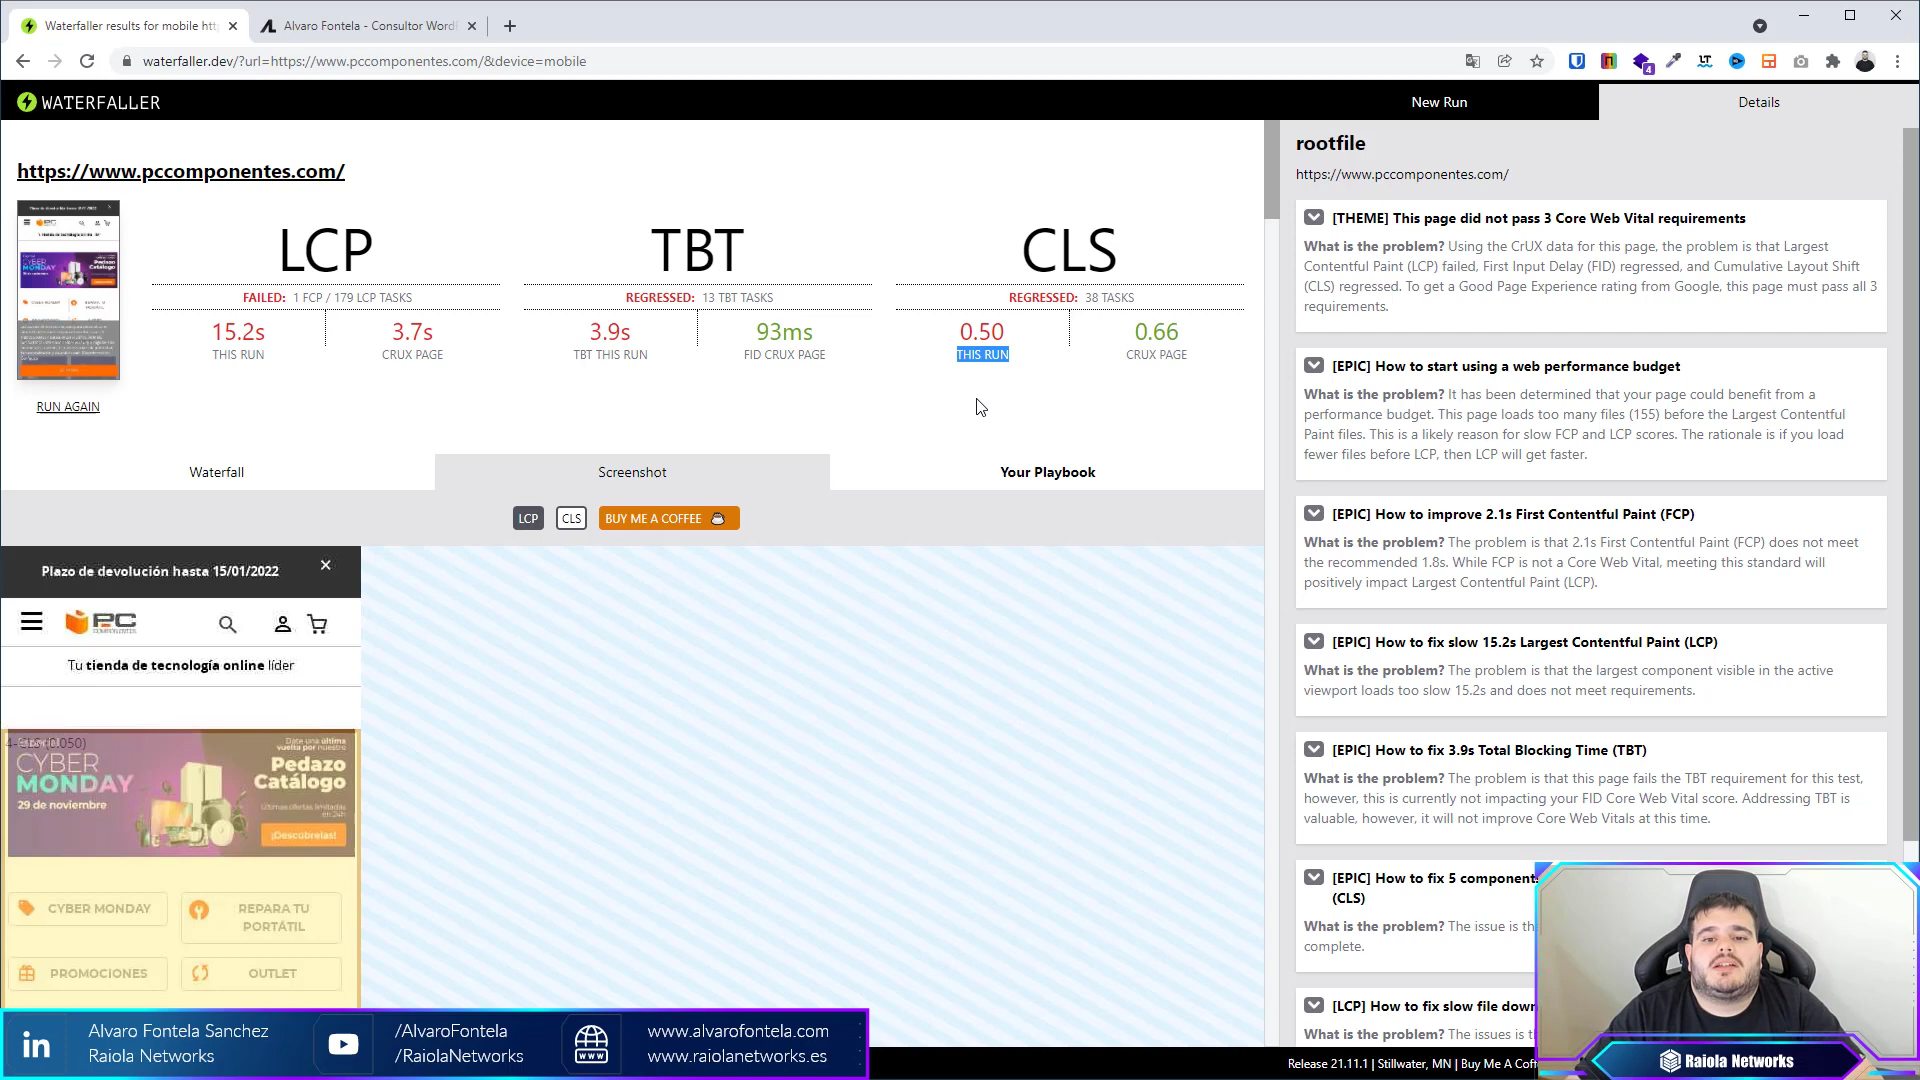 Waterfaller results for mobile htt
Alvaro Fontela - Consultor Word
waterfaller.dev/?url=https://www.pccomponentes.com/&device=mobile
4
WATERFALLER
New Run
Details
https://www.pccomponentes.com/
RUN AGAIN
LCP
FAILED: 1 FCP / 179 LCP TASKS
15.2s
THIS RUN
3.7s
CRUX PAGE
TBT
REGRESSED: 13 TBT TASKS
3.9s
TBT THIS RUN
93ms
FID CRUX PAGE
CLS
REGRESSED: 38 TASKS
0.50
THIS RUN
0.66
CRUX PAGE
Waterfall
Screenshot
Your Playbook
LCP
CLS
BUY ME A COFFEE
Plazo de devolución hasta 15/01/2022
PC
COMPONENTES
Tu tienda de tecnología online líder
CYBER
MONDAY
29 de noviembre
Date una última
vuelta por nuestro
Pedazo
Catálogo
Últimas ofertas limitadas
en 24h
¡Descúbrelas!
CYBER MONDAY
REPARA TU
PORTÁTIL
PROMOCIONES
OUTLET
rootfile
https://www.pccomponentes.com/
[THEME] This page did not pass 3 Core Web Vital requirements
What is the problem? Using the CrUX data for this page, the problem is that Largest
Contentful Paint (LCP) failed, First Input Delay (FID) regressed, and Cumulative Layout Shift
(CLS) regressed. To get a Good Page Experience rating from Google, this page must pass all 3
requirements.
[EPIC] How to start using a web performance budget
What is the problem? It has been determined that your page could benefit from a
performance budget. This page loads too many files (155) before the Largest Contentful
Paint files. This is a likely reason for slow FCP and LCP scores. The rationale is if you load
fewer files before LCP, then LCP will get faster.
[EPIC] How to improve 2.1s First Contentful Paint (FCP)
What is the problem? The problem is that 2.1s First Contentful Paint (FCP) does not meet
the recommended 1.8s. While FCP is not a Core Web Vital, meeting this standard will
positively impact Largest Contentful Paint (LCP).
[EPIC] How to fix slow 15.2s Largest Contentful Paint (LCP)
What is the problem? The problem is that the largest component visible in the active
viewport loads too slow 15.2s and does not meet requirements.
[EPIC] How to fix 3.9s Total Blocking Time (TBT)
What is the problem? The problem is that this page fails the TBT requirement for this test,
however, this is currently not impacting your FID Core Web Vital score. Addressing TBT is
valuable, however, it will not improve Core Web Vitals at this time.
[EPIC] How to fix 5 component
(CLS)
What is the problem? The issue is th
complete.
[LCP] How to fix slow file down
What is the problem? The issues is t
Release 21.11.1 | Stillwater, MN | Buy Me A Coff
in
Alvaro Fontela Sanchez
Raiola Networks
/AlvaroFontela
/RaiolaNetworks
WWW
www.alvarofontela.com
www.raiolanetworks.es
Raiola Networks